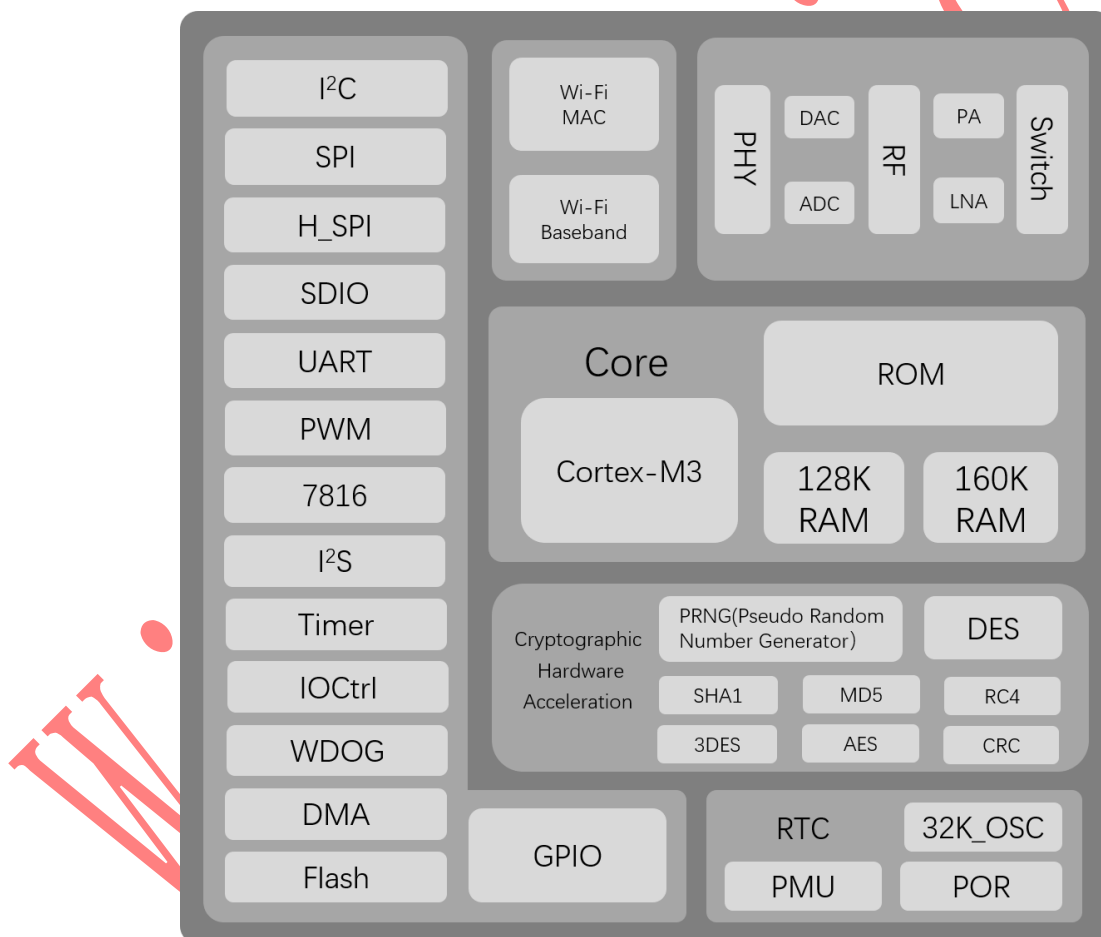 I²C
SPI
H_SPI
SDIO
UART
PWM
7816
I²S
Timer
IOCtrl
WDOG
DMA
Flash
GPIO
Wi-Fi
MAC
Wi-Fi
Baseband
PHY
DAC
ADC
RF
PA
LNA
Switch
Core
Cortex-M3
ROM
128K
RAM
160K
RAM
Cryptographic
Hardware
Acceleration
PRNG(Pseudo Random
Number Generator)
DES
SHA1
MD5
RC4
3DES
AES
CRC
RTC
32K_OSC
PMU
POR